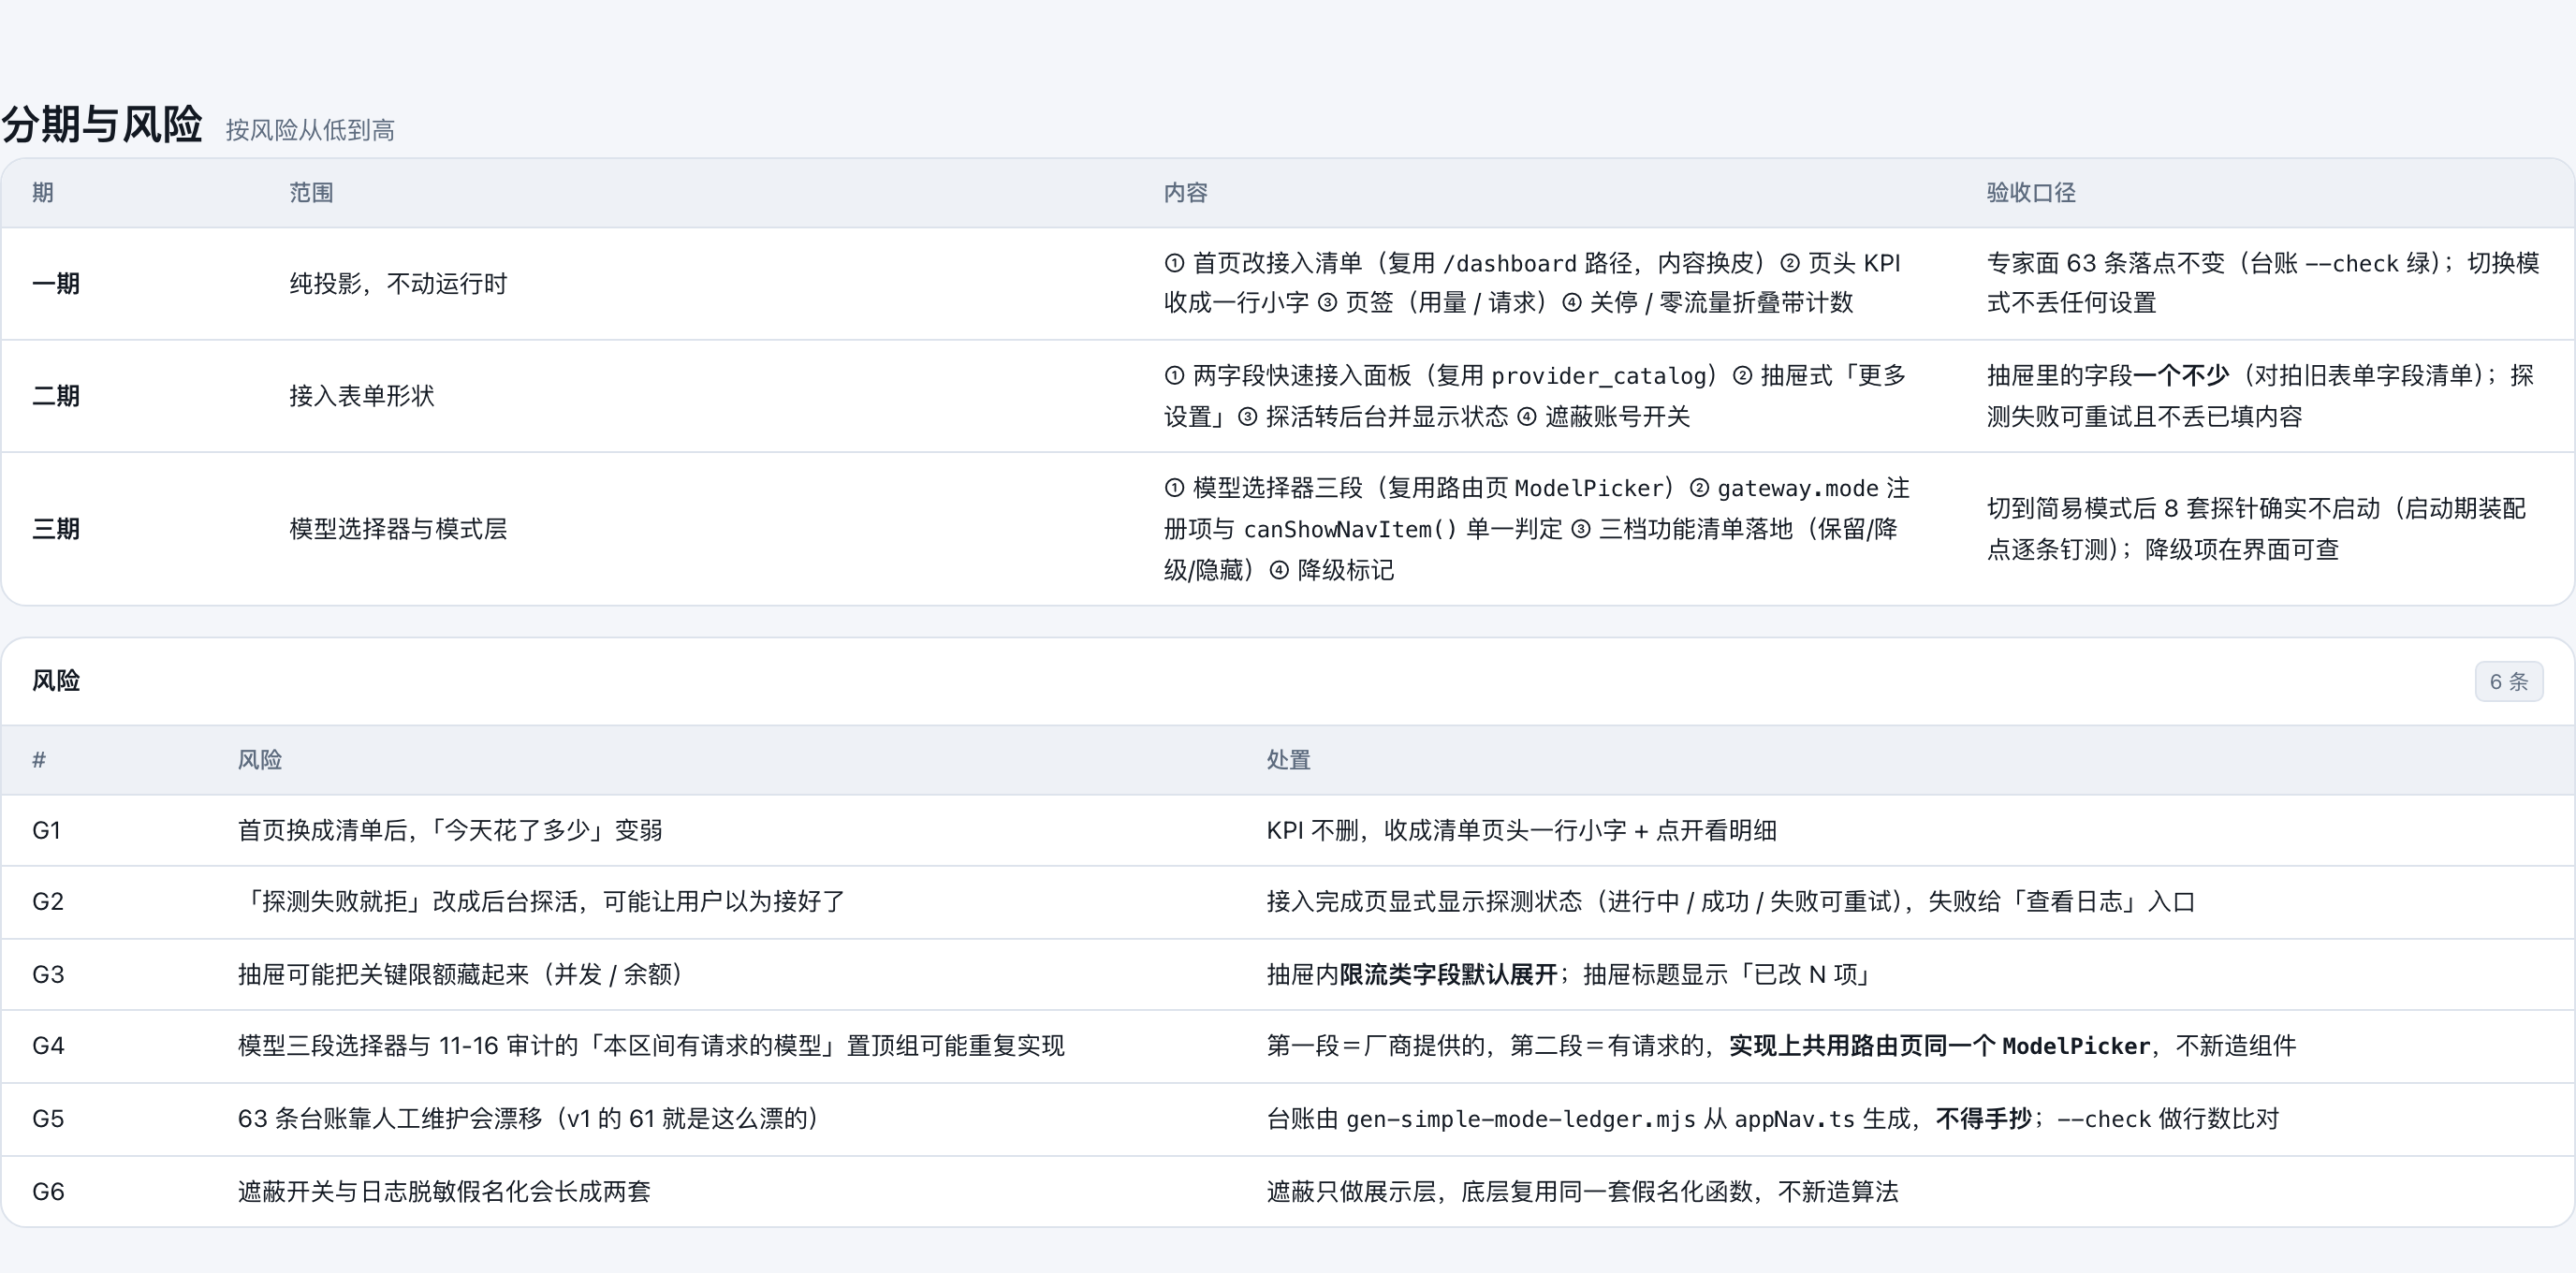 分期与风险 按风险从低到高
期 范围 内容 验收口径
一期 纯投影，不动运行时
① 首页改接入清单（复用 /dashboard 路径，内容换皮）② 页头 KPI
收成一行小字 ③ 页签（用量 / 请求）④ 关停 / 零流量折叠带计数
专家面 63 条落点不变（台账 --check 绿）；切换模
式不丢任何设置
二期 接入表单形状
① 两字段快速接入面板（复用 provider_catalog）② 抽屉式「更多
设置」③ 探活转后台并显示状态 ④ 遮蔽账号开关
抽屉里的字段一个不少（对拍旧表单字段清单）；探
测失败可重试且不丢已填内容
三期 模型选择器与模式层
① 模型选择器三段（复用路由页 ModelPicker）② gateway.mode 注
册项与 canShowNavItem() 单一判定 ③ 三档功能清单落地（保留/降
级/隐藏）④ 降级标记
切到简易模式后 8 套探针确实不启动（启动期装配
点逐条钉测）；降级项在界面可查
风险 6 条
# 风险 处置
G1 首页换成清单后，「今天花了多少」变弱 KPI 不删，收成清单页头一行小字 + 点开看明细
G2 「探测失败就拒」改成后台探活，可能让用户以为接好了 接入完成页显式显示探测状态（进行中 / 成功 / 失败可重试），失败给「查看日志」入口
G3 抽屉可能把关键限额藏起来（并发 / 余额） 抽屉内限流类字段默认展开；抽屉标题显示「已改 N 项」
G4 模型三段选择器与 11-16 审计的「本区间有请求的模型」置顶组可能重复实现 第一段＝厂商提供的，第二段＝有请求的，实现上共用路由页同一个 ModelPicker，不新造组件
G5 63 条台账靠人工维护会漂移（v1 的 61 就是这么漂的） 台账由 gen-simple-mode-ledger.mjs 从 appNav.ts 生成，不得手抄；--check 做行数比对
G6 遮蔽开关与日志脱敏假名化会长成两套 遮蔽只做展示层，底层复用同一套假名化函数，不新造算法